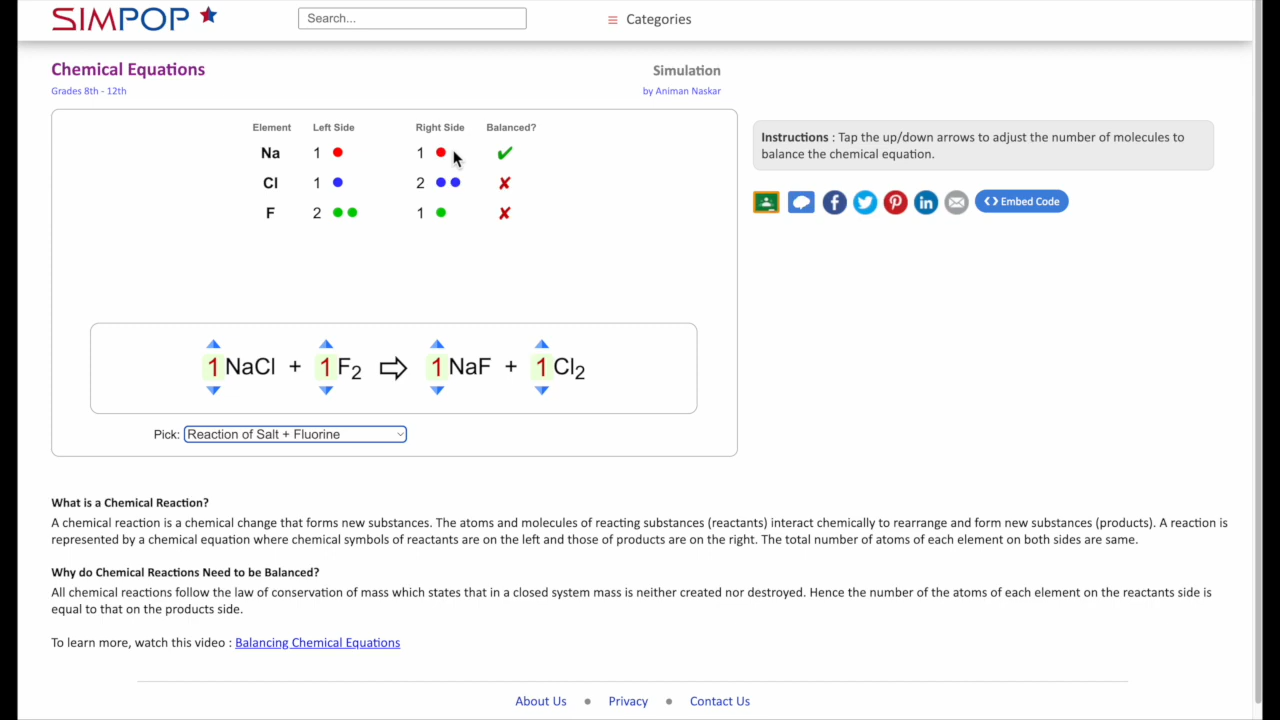 SIMPOP
Search...
≡ Categories
Chemical Equations
Simulation
Grades 8th - 12th
by Animan Naskar
Element Left Side Right Side Balanced?
Na 1 1 ✔
Cl 1 2 ✘
F 2 1 ✘
1 NaCl + 1 F₂ ⇨ 1 NaF + 1 Cl₂
Pick: Reaction of Salt + Fluorine
Instructions : Tap the up/down arrows to adjust the number of molecules to
balance the chemical equation.
f in Embed Code
What is a Chemical Reaction?
A chemical reaction is a chemical change that forms new substances. The atoms and molecules of reacting substances (reactants) interact chemically to rearrange and form new substances (products). A reaction is
represented by a chemical equation where chemical symbols of reactants are on the left and those of products are on the right. The total number of atoms of each element on both sides are same.
Why do Chemical Reactions Need to be Balanced?
All chemical reactions follow the law of conservation of mass which states that in a closed system mass is neither created nor destroyed. Hence the number of the atoms of each element on the reactants side is
equal to that on the products side.
To learn more, watch this video : Balancing Chemical Equations
About Us • Privacy • Contact Us